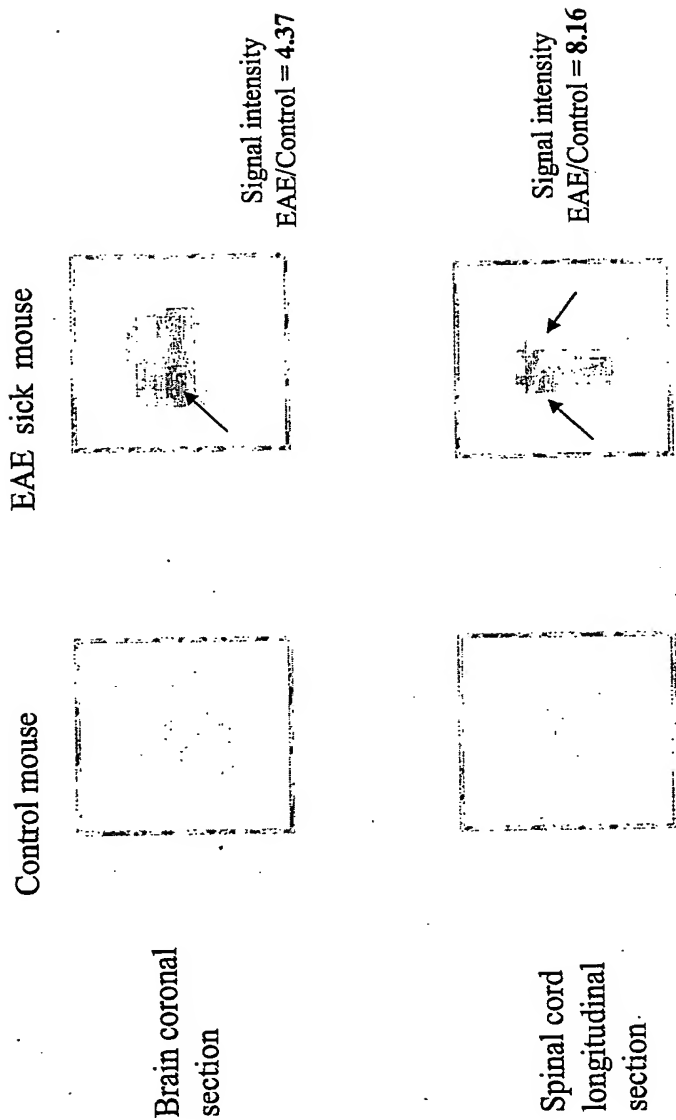 Control mouse
EAE sick mouse
Brain coronal
section
Signal intensity
EAE/Control = 4.37
Spinal cord
longitudinal
section
Signal intensity
EAE/Control = 8.16